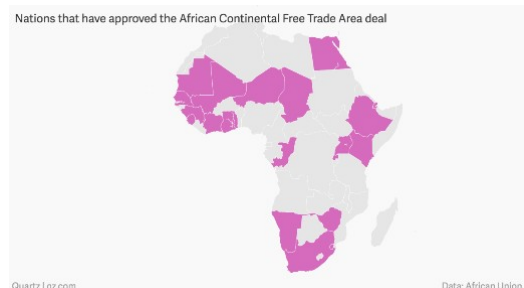 Nations that have approved the African Continental Free Trade Area deal
Quartz | qz.com
Data: African Union